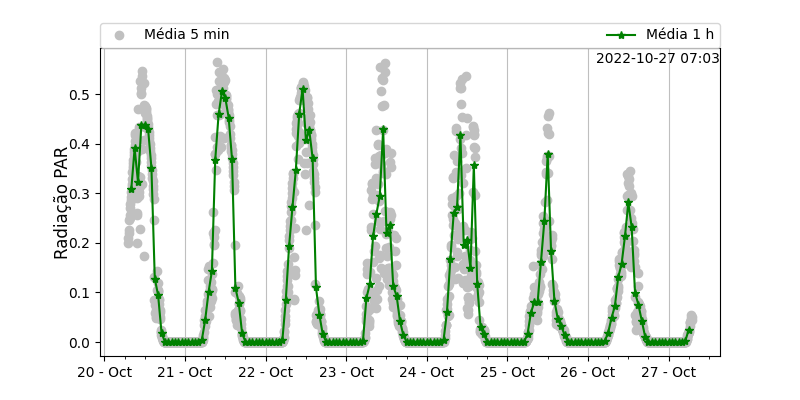 Média 5 min
Média 1 h
2022-10-27 07:03
Radiação PAR
0.5
0.4
0.3
0.2
0.1
0.0
20 - Oct
21 - Oct
22 - Oct
23 - Oct
24 - Oct
25 - Oct
26 - Oct
27 - Oct